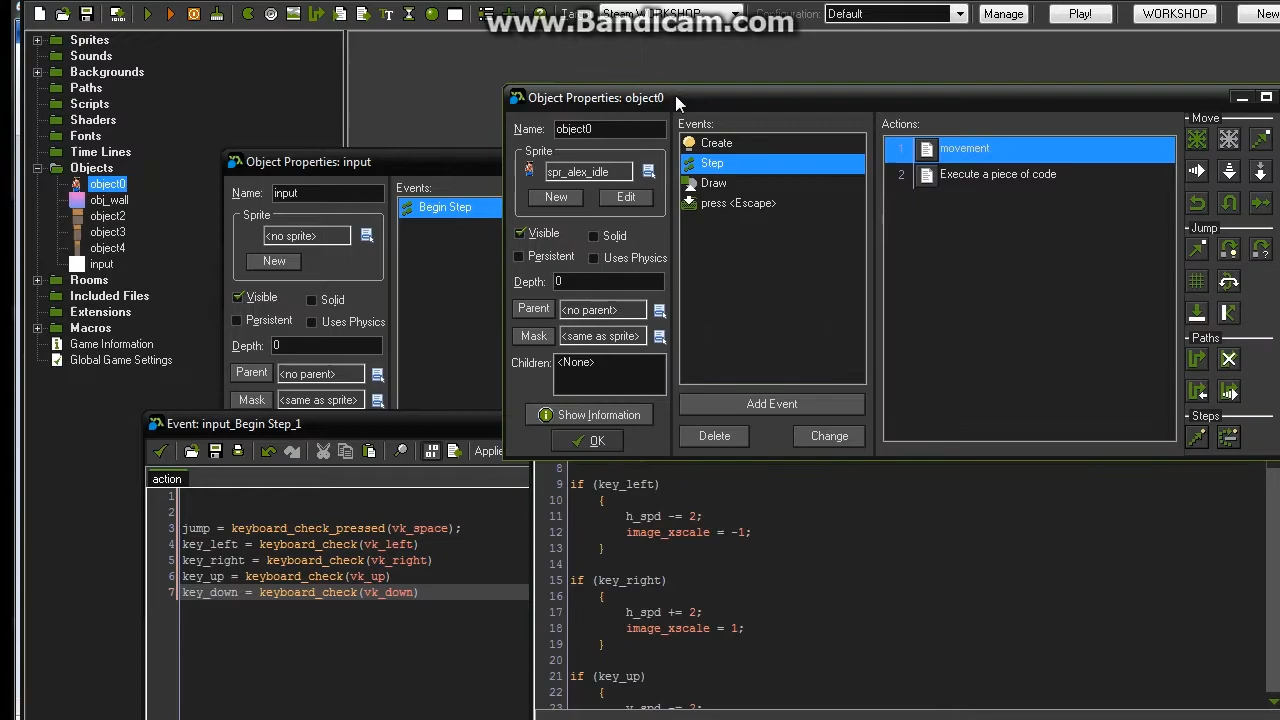 www.Bandicam.com
Steam WORKSHOP
Default
Manage
Play!
WORKSHOP
New
Sprites
Sounds
Backgrounds
Paths
Scripts
Shaders
Fonts
Time Lines
Objects
object0
obj_wall
object2
object3
object4
input
Rooms
Included Files
Extensions
Macros
Game Information
Global Game Settings
Object Properties: input
Name: input
Sprite
<no sprite>
New
Visible Solid
Persistent Uses Physics
Depth: 0
Parent <no parent>
Mask <same as sprite>
Events:
Begin Step
Object Properties: object0
Name: object0
Sprite
spr_alex_idle
New Edit
Visible Solid
Persistent Uses Physics
Depth: 0
Parent <no parent>
Mask <same as sprite>
Children: <None>
Show Information
OK
Events:
Create
Step
Draw
press <Escape>
Add Event
Delete Change
Actions:
1 movement
2 Execute a piece of code
Move
Jump
Paths
Steps
Event: input_Begin Step_1
Applie
action
1
2
3 jump = keyboard_check_pressed(vk_space);
4 key_left = keyboard_check(vk_left)
5 key_right = keyboard_check(vk_right)
6 key_up = keyboard_check(vk_up)
7 key_down = keyboard_check(vk_down)
8
9 if (key_left)
10 {
11 h_spd -= 2;
12 image_xscale = -1;
13 }
14
15 if (key_right)
16 {
17 h_spd += 2;
18 image_xscale = 1;
19 }
20
21 if (key_up)
22 {
23 v_spd -= 2;